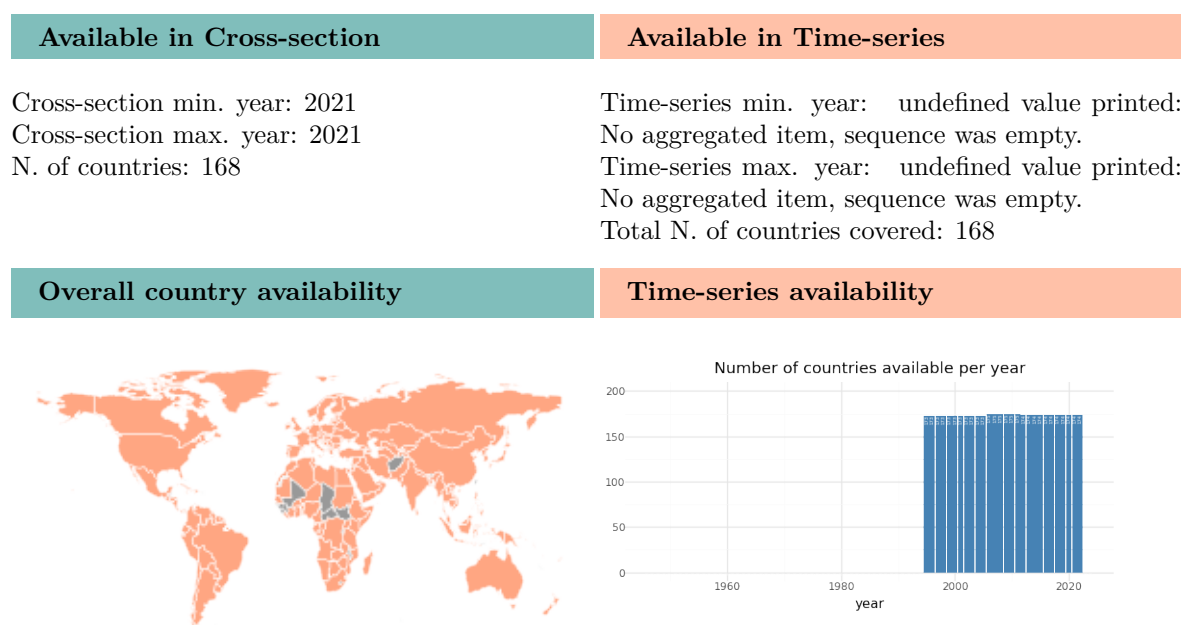 Available in Cross-section
Cross-section min. year: 2021
Cross-section max. year: 2021
N. of countries: 168
Available in Time-series
Time-series min. year: undefined value printed:
No aggregated item, sequence was empty.
Time-series max. year: undefined value printed:
No aggregated item, sequence was empty.
Total N. of countries covered: 168
Overall country availability
Time-series availability
Number of countries available per year
200
150
100
50
0
1960
1980
2000
2020
year